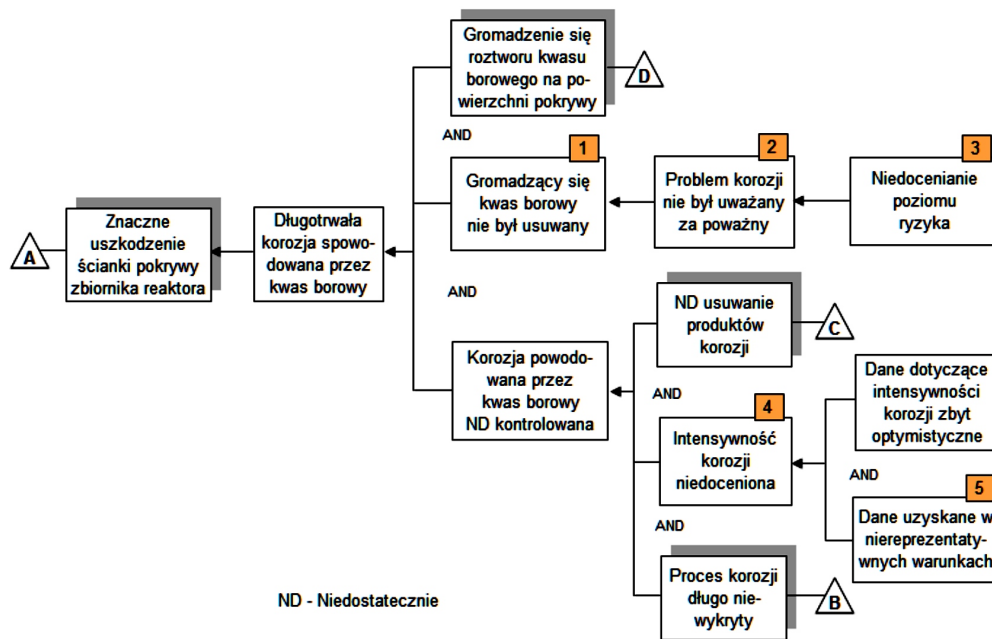 Gromadzenie się
roztworu kwasu
borowego na po-
wierzchni pokrywy
D
AND
1
Gromadzący się
kwas borowy
nie był usuwany
2
Problem korozji
nie był uważany
za poważny
3
Niedocenianie
poziomu
ryzyka
A
Znaczne
uszkodzenie
ścianki pokrywy
zbiornika reaktora
Długotrwała
korozja spowo-
dowana przez
kwas borowy
AND
ND usuwanie
produktów
korozji
C
Korozja powodo-
wana przez
kwas borowy
ND kontrolowana
AND
4
Intensywność
korozji
niedoceniona
Dane dotyczące
intensywności
korozji zbyt
optymistyczne
AND
5
Dane uzyskane w
niereprezentaty-
wnych warunkach
AND
Proces korozji
długo nie-
wykryty
B
ND - Niedostatecznie